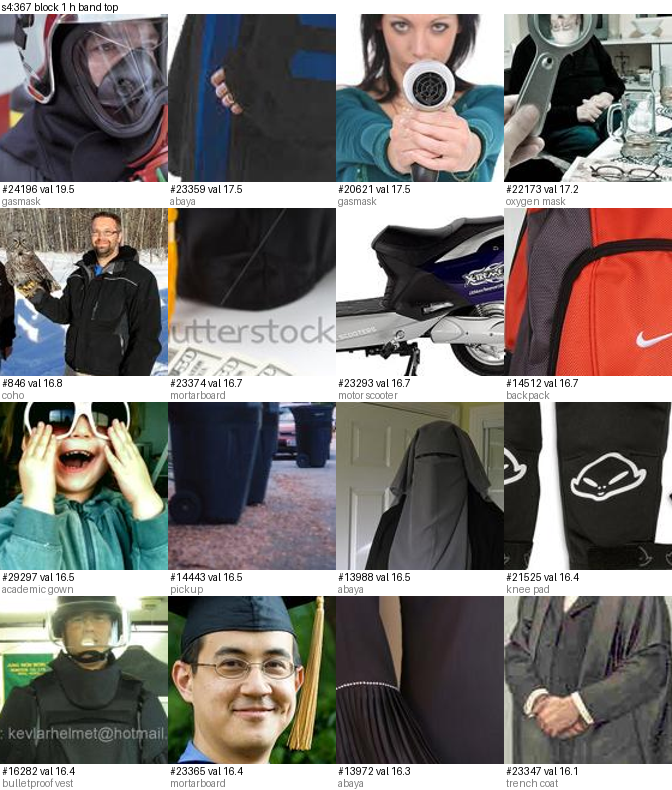 s4:367 block 1 h band top
#24196 val 19.5
gasmask
#23359 val 17.5
abaya
#20621 val 17.5
gasmask
#22173 val 17.2
oxygen mask
#846 val 16.8
coho
utterstock
#23374 val 16.7
mortarboard
SCOOTERS
#23293 val 16.7
motor scooter
#14512 val 16.7
backpack
#29297 val 16.5
academic gown
#14443 val 16.5
pickup
#13988 val 16.5
abaya
#21525 val 16.4
knee pad
: kevlarhelmet@hotmail.
#16282 val 16.4
bulletproof vest
#23365 val 16.4
mortarboard
#13972 val 16.3
abaya
#23347 val 16.1
trench coat